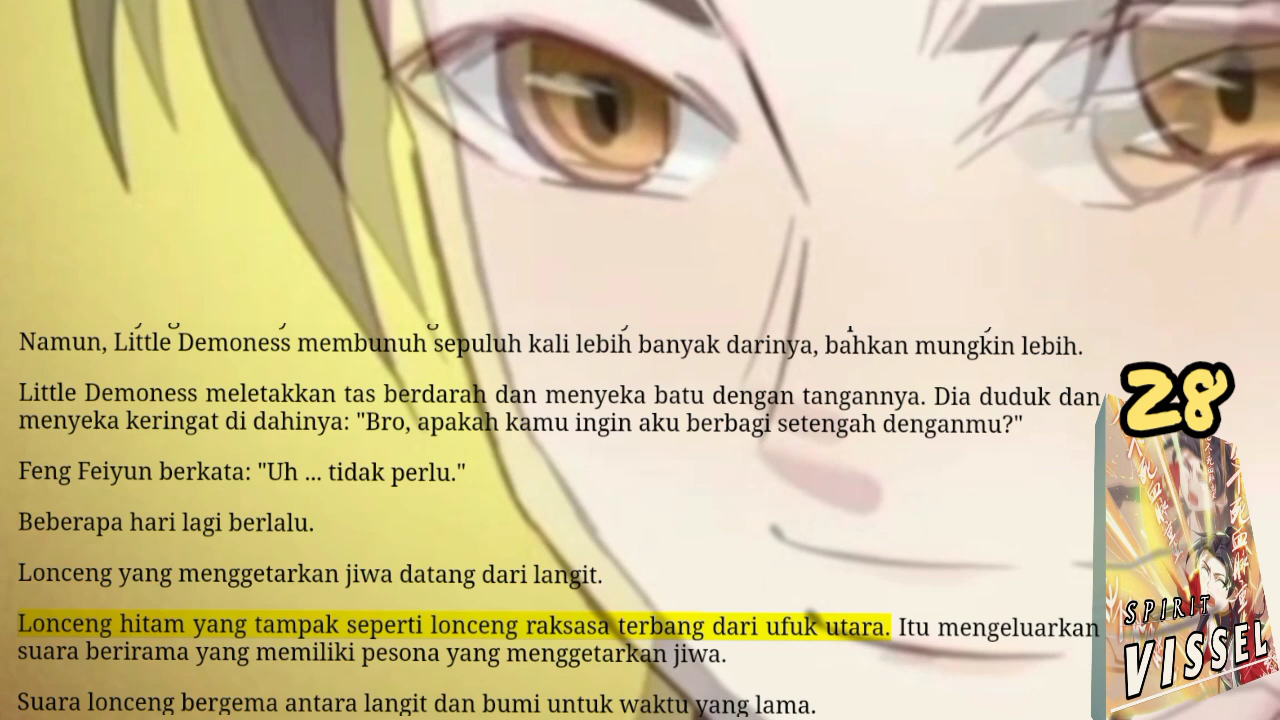 Namun, Little Demoness membunuh sepuluh kali lebih banyak darinya, bahkan mungkin lebih.
Little Demoness meletakkan tas berdarah dan menyeka batu dengan tangannya. Dia duduk dan
menyeka keringat di dahinya: "Bro, apakah kamu ingin aku berbagi setengah denganmu?"
Feng Feiyun berkata: "Uh ... tidak perlu."
Beberapa hari lagi berlalu.
Lonceng yang menggetarkan jiwa datang dari langit.
Lonceng hitam yang tampak seperti lonceng raksasa terbang dari ufuk utara. Itu mengeluarkan
suara berirama yang memiliki pesona yang menggetarkan jiwa.
Suara lonceng bergema antara langit dan bumi untuk waktu yang lama.
28
SPIRIT
VISSEL